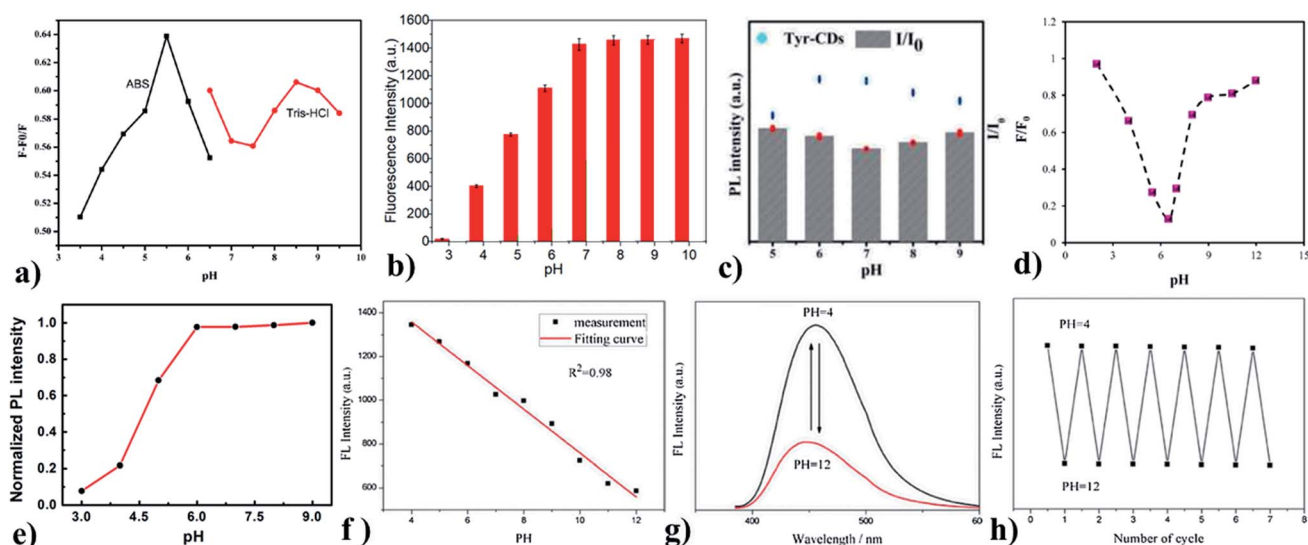 0.64
0.62
0.60
0.58
0.56
0.54
0.52
0.50
F-F0/F
ABS
Tris-HCl
3 4 5 6 7 8 9 10
pH
a)
1600
1400
1200
1000
800
600
400
200
0
Fluorescence Intensity (a.u.)
3 4 5 6 7 8 9 10
pH
b)
Tyr-CDs I/I0
PL intensity (a.u.)
I/I0
5 6 7 8 9
pH
c)
1.2
1
0.8
0.6
0.4
0.2
0
F/F0
0 3 6 9 12 15
pH
d)
1.0
0.8
0.6
0.4
0.2
0.0
Normalized PL intensity
3.0 4.5 6.0 7.5 9.0
pH
e)
1400
1200
1000
800
600
FL Intensity (a.u.)
measurement
Fitting curve
R2=0.98
4 6 8 10 12
PH
f)
FL Intensity (a.u.)
PH=4
PH=12
400 500 60
Wavelength / nm
g)
FL Intensity (a.u.)
PH=4
PH=12
0 1 2 3 4 5 6 7 8
Number of cycle
h)